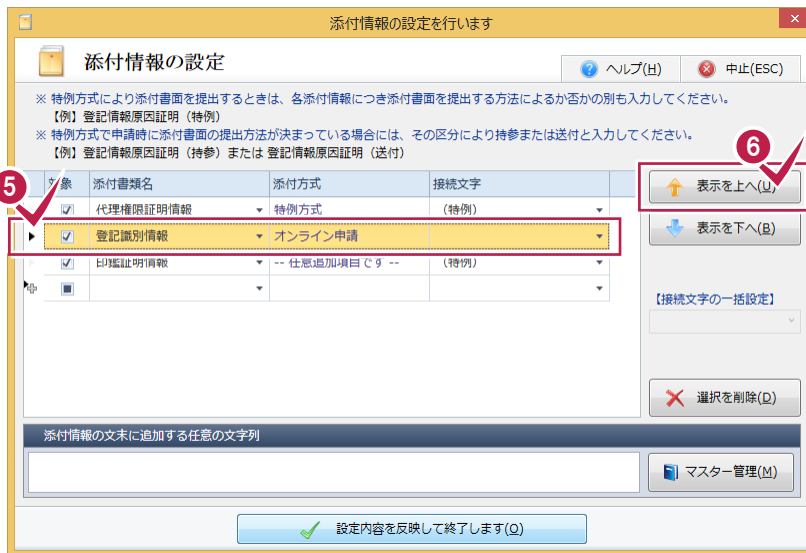 添付情報の設定を行います
添付情報の設定
ヘルプ(H)
中止(ESC)
※ 特例方式により添付書面を提出するときは、各添付情報につき添付書面を提出する方法によるか否かの別も入力してください。
【例】登記情報原因証明（特例）
※ 特例方式で申請時に添付書面の提出方法が決まっている場合には、その区分により持参または送付と入力してください。
【例】登記情報原因証明（持参）または 登記情報原因証明（送付）
5
6
対象 添付書類名 添付方式 接続文字
代理権限証明情報 特例方式 （特例）
登記識別情報 オンライン申請
印鑑証明情報 -- 任意追加項目です -- （特例）
表示を上へ(U)
表示を下へ(B)
【接続文字の一括設定】
選択を削除(D)
添付情報の文末に追加する任意の文字列
マスター管理(M)
設定内容を反映して終了します(O)